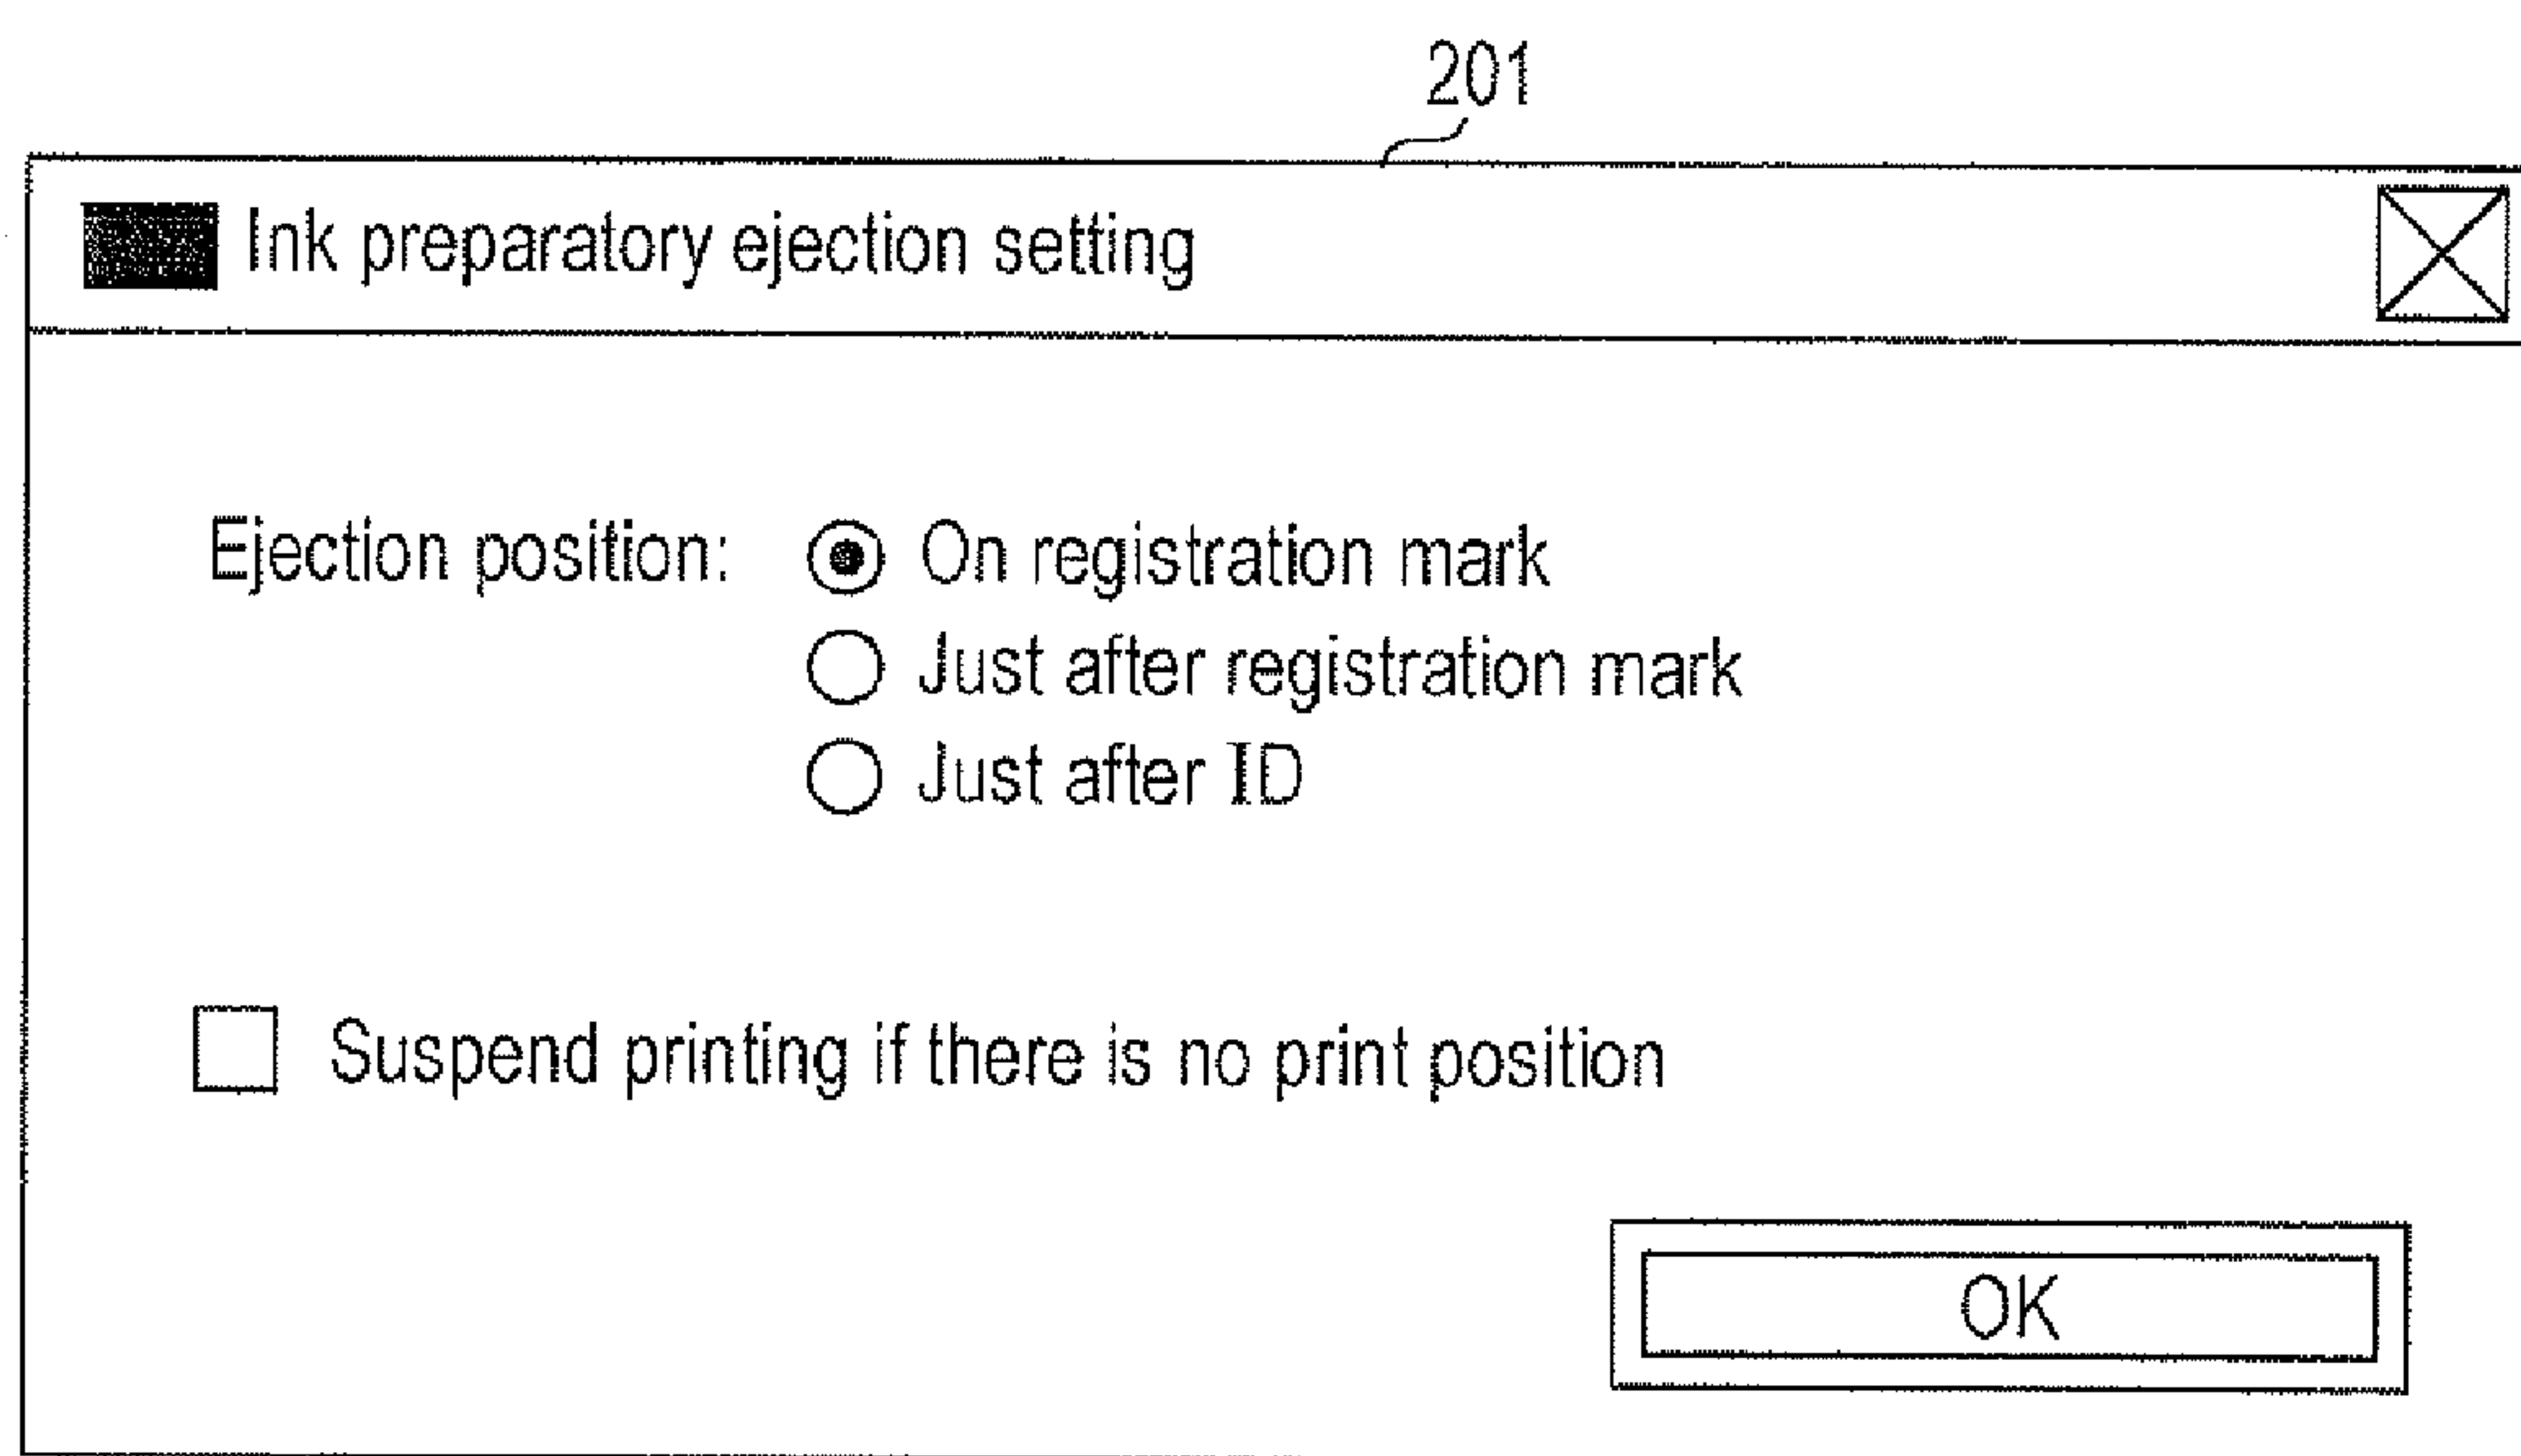 201
Ink preparatory ejection setting
Ejection position: On registration mark
Just after registration mark
Just after ID
Suspend printing if there is no print position
OK